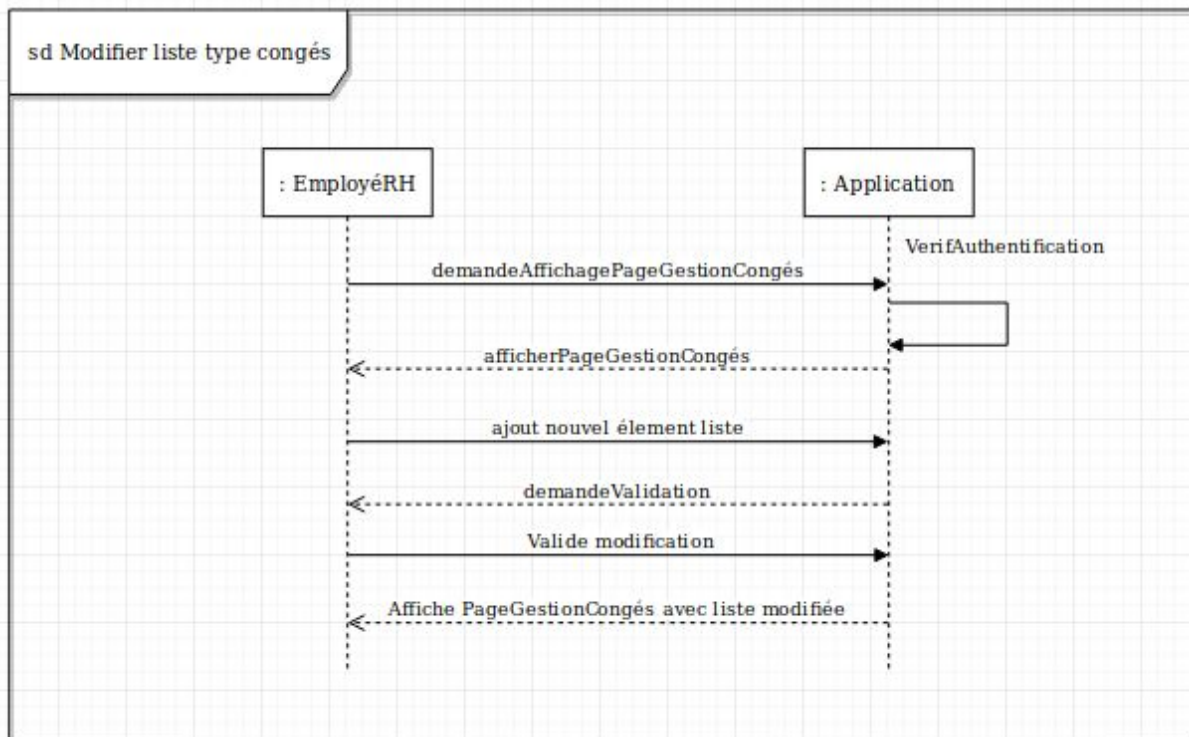 sd Modifier liste type congés
: EmployéRH
: Application
VerifAuthentification
demandeAffichagePageGestionCongés
afficherPageGestionCongés
ajout nouvel élement liste
demandeValidation
Valide modification
Affiche PageGestionCongés avec liste modifiée